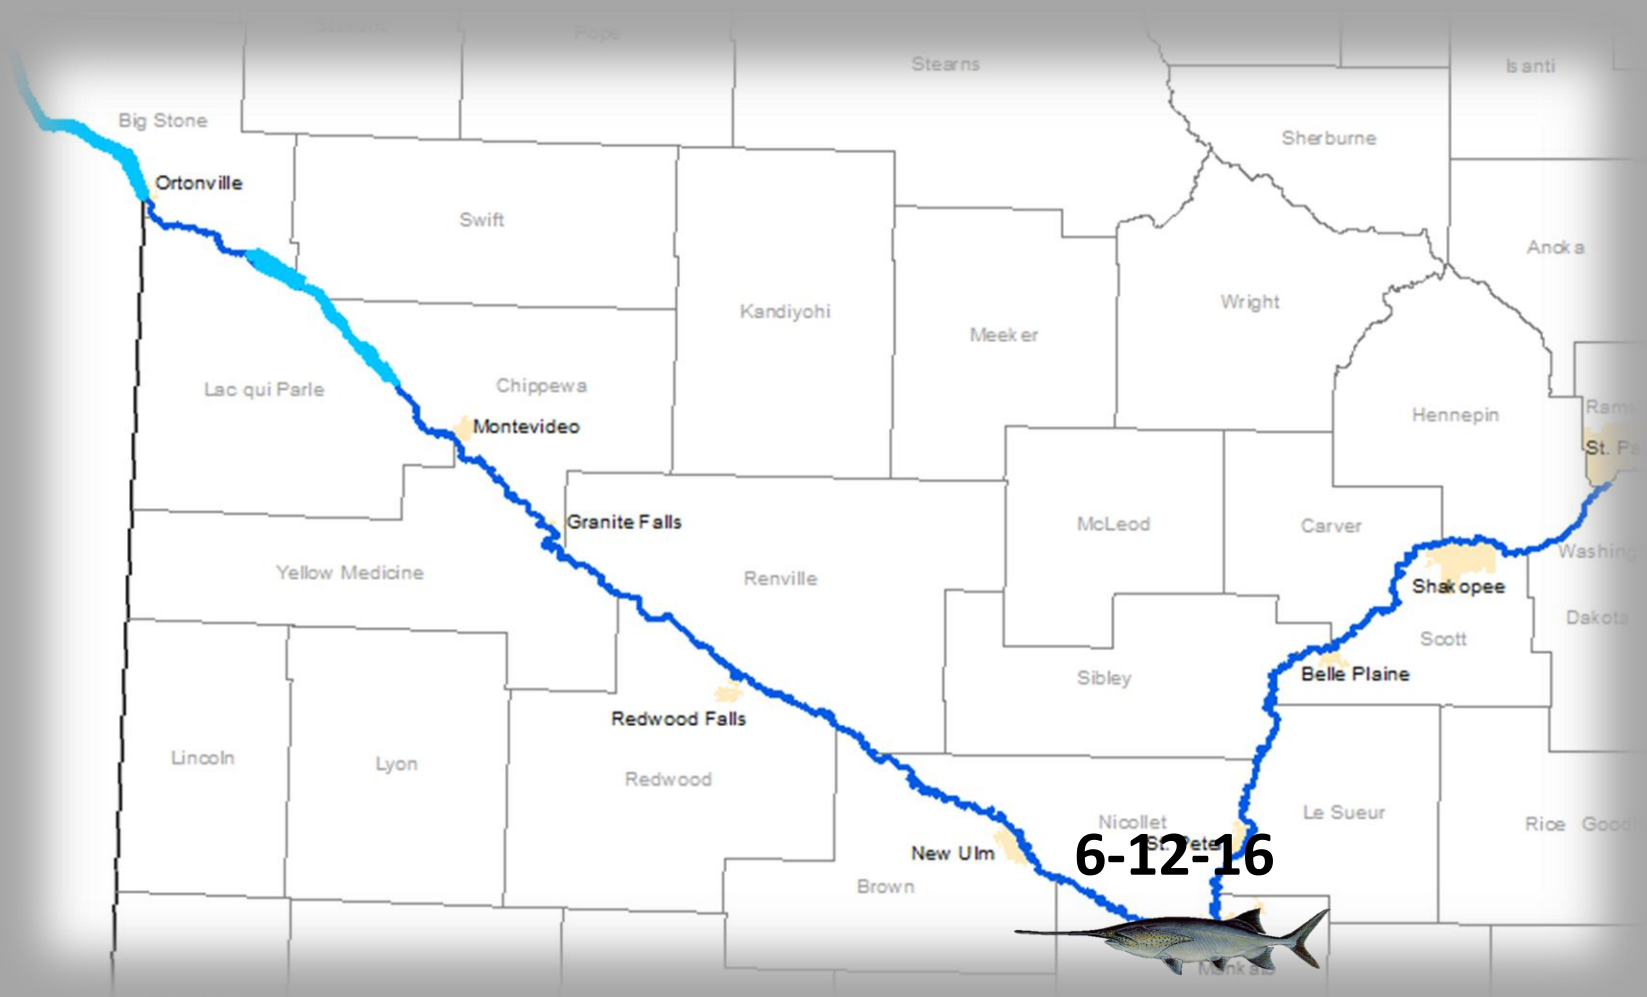 Pope
Stearns
Isanti
Big Stone
Sherburne
Ortonville
Swift
Anoka
Wright
Kandiyohi
Meeker
Lac qui Parle
Chippewa
Hennepin
Montevideo
Granite Falls
McLeod
Carver
Yellow Medicine
Renville
Shakopee
Dakota
Scott
Sibley
Belle Plaine
Redwood Falls
Lincoln
Lyon
Redwood
Le Sueur
Nicollet
Rice
New Ulm
6-12-16
Brown